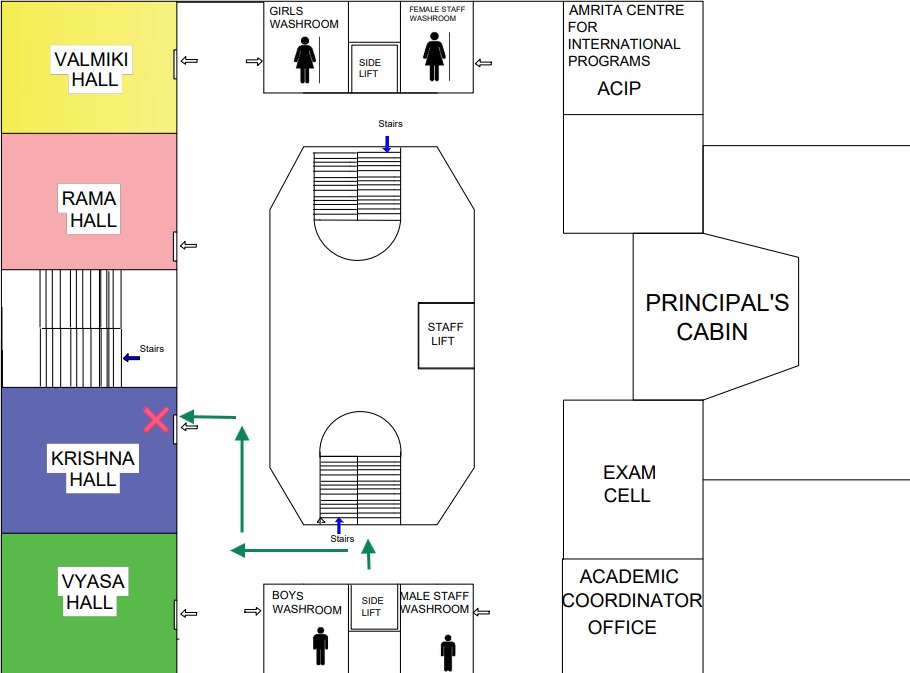 VALMIKI
HALL
GIRLS
WASHROOM
SIDE
LIFT
FEMALE STAFF
WASHROOM
AMRITA CENTRE
FOR
INTERNATIONAL
PROGRAMS
ACIP
Stairs
RAMA
HALL
STAFF
LIFT
PRINCIPAL'S
CABIN
Stairs
KRISHNA
HALL
EXAM
CELL
Stairs
VYASA
HALL
BOYS
WASHROOM
SIDE
LIFT
MALE STAFF
WASHROOM
ACADEMIC
COORDINATOR
OFFICE